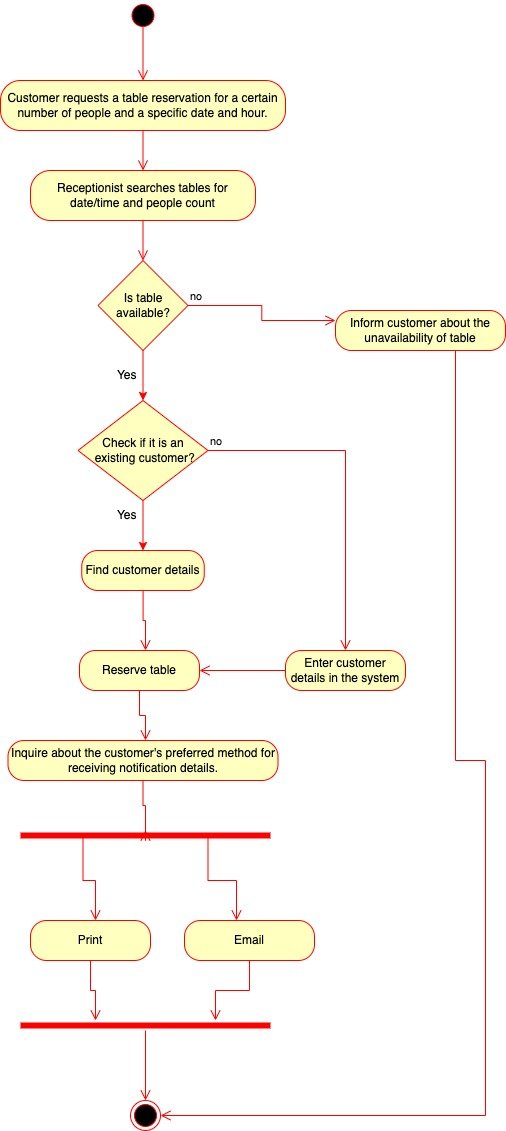 Customer requests a table reservation for a certain
number of people and a specific date and hour.
Receptionist searches tables for
date/time and people count
Is table
available?
no
Inform customer about the
unavailability of table
Yes
Check if it is an
existing customer?
no
Yes
Find customer details
Reserve table
Enter customer
details in the system
Inquire about the customer's preferred method for
receiving notification details.
Print
Email